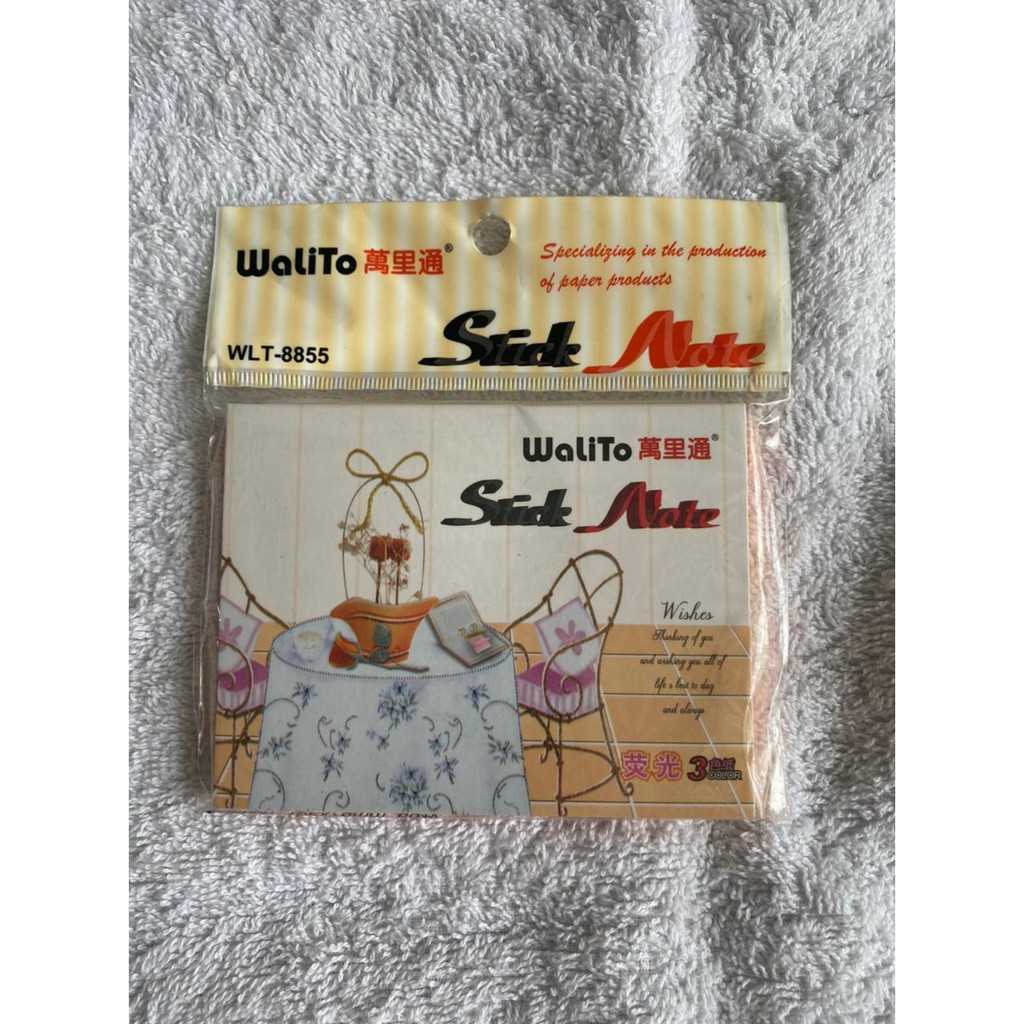 WaLiTo 萬里通®
Specializing in the production
of paper products
WLT-8855
Stick Note
WaLiTo 萬里通®
Stick Note
Wishes
Thinking of you
and wishing you all of
life s best to day
and always
荧光 3色纸
COLOR